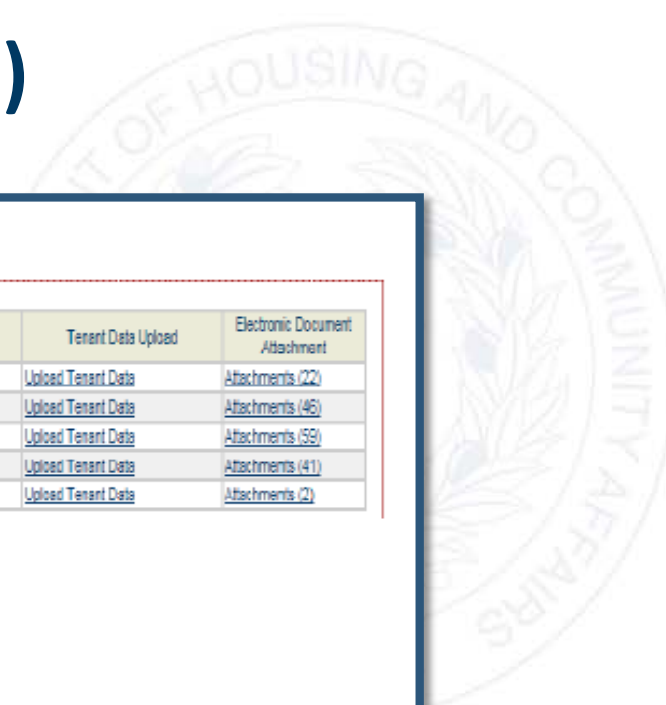 )
T OF HOUSING AND COMMUNITY AFFAIRS
Tenant Data Upload
Electronic Document
Attachment
Upload Tenant Data Attachments (22)
Upload Tenant Data Attachments (46)
Upload Tenant Data Attachments (59)
Upload Tenant Data Attachments (41)
Upload Tenant Data Attachments (2)